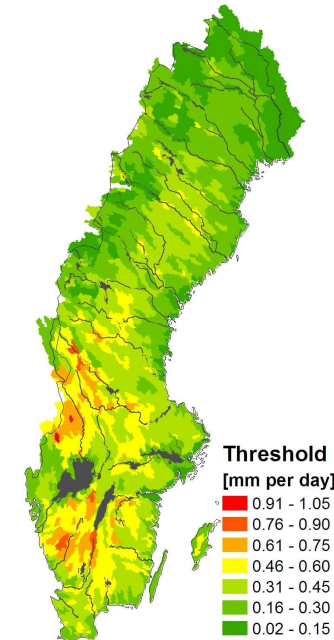 Threshold
[mm per day]
0.91 - 1.05
0.76 - 0.90
0.61 - 0.75
0.46 - 0.60
0.31 - 0.45
0.16 - 0.30
0.02 - 0.15